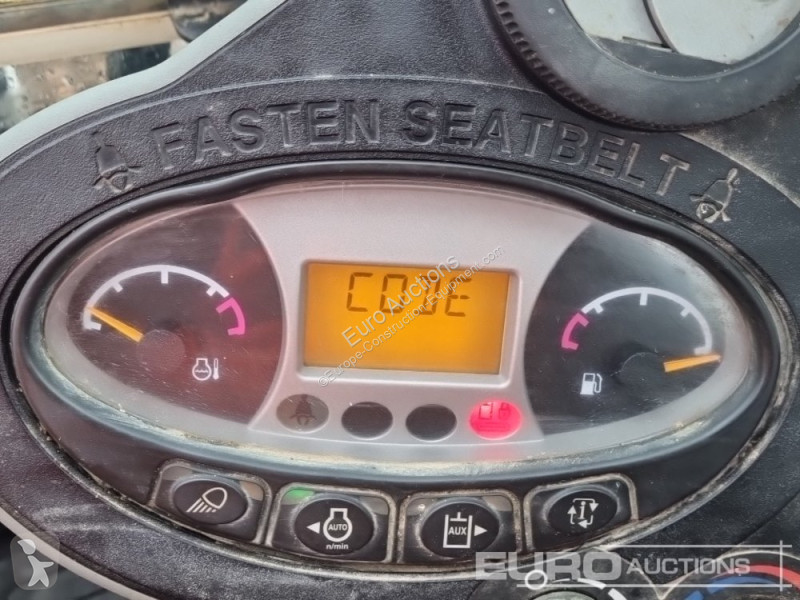 FASTEN SEATBELT
CODE
Euro Auctions
©Europe-Construction-Equipment.com
AUTO
n/min
AUX
i
EURO AUCTIONS